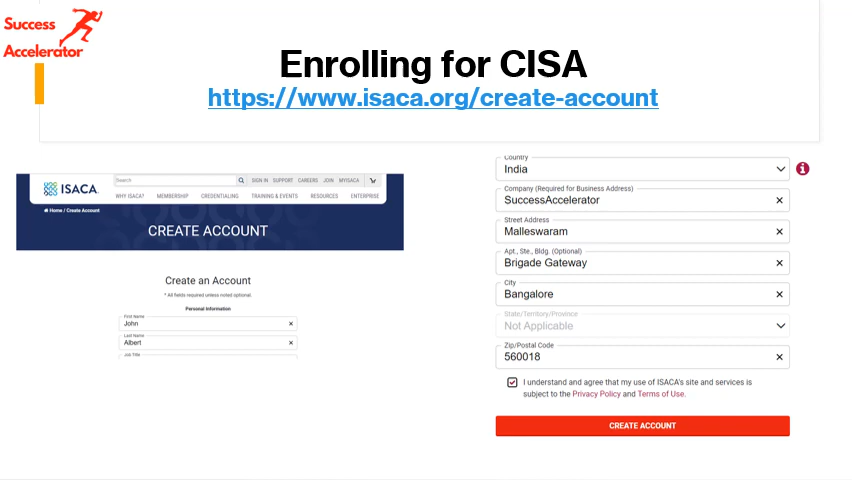 Success
Accelerator
Enrolling for CISA
https://www.isaca.org/create-account
ISACA
Search
SIGN IN SUPPORT CAREERS JOIN MYISACA
WHY ISACA? MEMBERSHIP CREDENTIALING TRAINING & EVENTS RESOURCES ENTERPRISE
Home / Create Account
CREATE ACCOUNT
Create an Account
* All fields required unless noted optional.
Personal Information
First Name
John
Last Name
Albert
Job Title
Country
India
Company (Required for Business Address)
SuccessAccelerator
Street Address
Malleswaram
Apt., Ste., Bldg. (Optional)
Brigade Gateway
City
Bangalore
State/Territory/Province
Not Applicable
Zip/Postal Code
560018
I understand and agree that my use of ISACA's site and services is
subject to the Privacy Policy and Terms of Use.
CREATE ACCOUNT